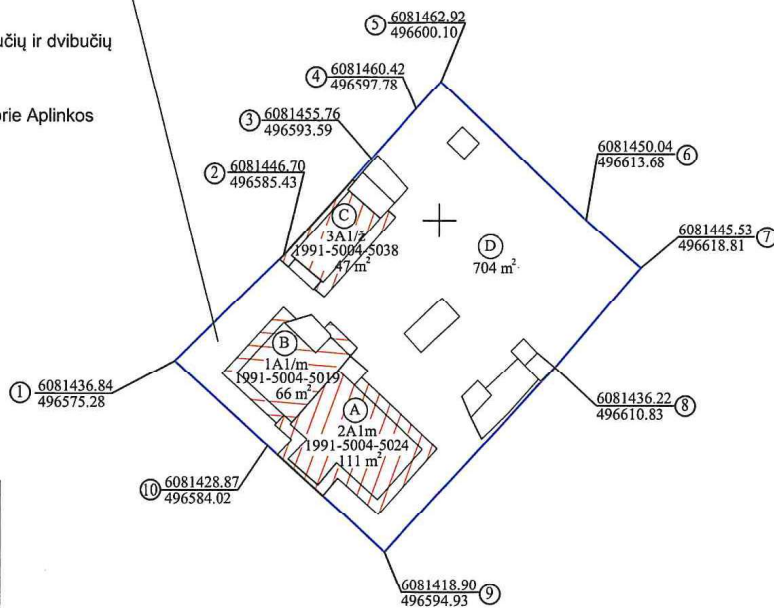 učių ir dvibučių
prie Aplinkos
5 6081462.92
496600.10
4 6081460.42
496597.78
3 6081455.76
496593.59
2 6081446.70
496585.43
6081450.04 6
496613.68
6081445.53 7
496618.81
C
3A1/ž
1991-5004-5038
47 m²
D
704 m²
B
1A1/m
1991-5004-5019
66 m²
1 6081436.84
496575.28
A
2A1m
1991-5004-5024
111 m²
6081436.22 8
496610.83
10 6081428.87
496584.02
6081418.90 9
496594.93